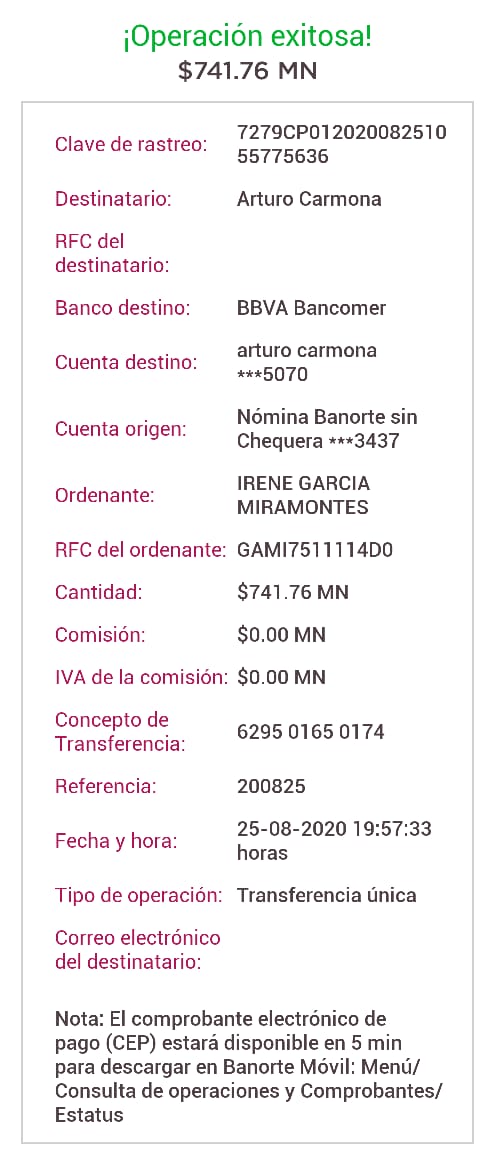 ¡Operación exitosa!
$741.76 MN
Clave de rastreo: 7279CP012020082510
55775636
Destinatario: Arturo Carmona
RFC del
destinatario:
Banco destino: BBVA Bancomer
Cuenta destino: arturo carmona
***5070
Cuenta origen: Nómina Banorte sin
Chequera ***3437
Ordenante: IRENE GARCIA
MIRAMONTES
RFC del ordenante: GAMI7511114D0
Cantidad: $741.76 MN
Comisión: $0.00 MN
IVA de la comisión: $0.00 MN
Concepto de
Transferencia: 6295 0165 0174
Referencia: 200825
Fecha y hora: 25-08-2020 19:57:33
horas
Tipo de operación: Transferencia única
Correo electrónico
del destinatario:
Nota: El comprobante electrónico de
pago (CEP) estará disponible en 5 min
para descargar en Banorte Móvil: Menú/
Consulta de operaciones y Comprobantes/
Estatus